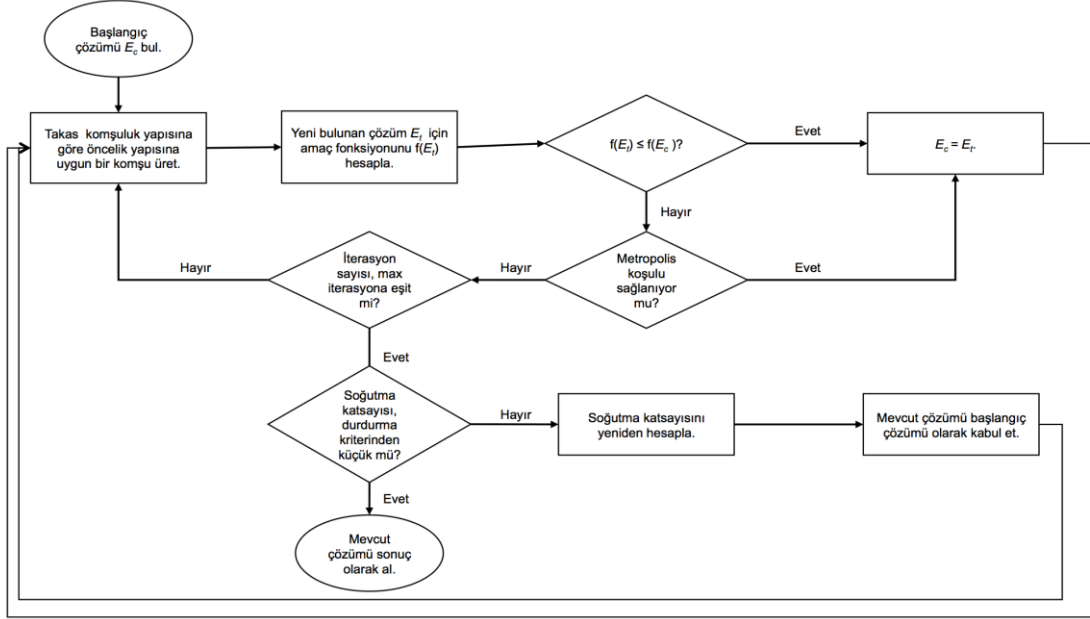 Başlangıç
çözümü E_c bul.
Takas komşuluk yapısına
göre öncelik yapısına
uygun bir komşu üret.
Yeni bulunan çözüm E_t için
amaç fonksiyonunu f(E_t)
hesapla.
f(E_t) ≤ f(E_c )?
Evet
E_c = E_t.
Hayır
Metropolis
koşulu
sağlanıyor
mu?
Evet
Hayır
İterasyon
sayısı, max
iterasyona eşit
mi?
Hayır
Evet
Soğutma
katsayısı,
durdurma
kriterinden
küçük mü?
Hayır
Soğutma katsayısını
yeniden hesapla.
Mevcut çözümü başlangıç
çözümü olarak kabul et.
Evet
Mevcut
çözümü sonuç
olarak al.